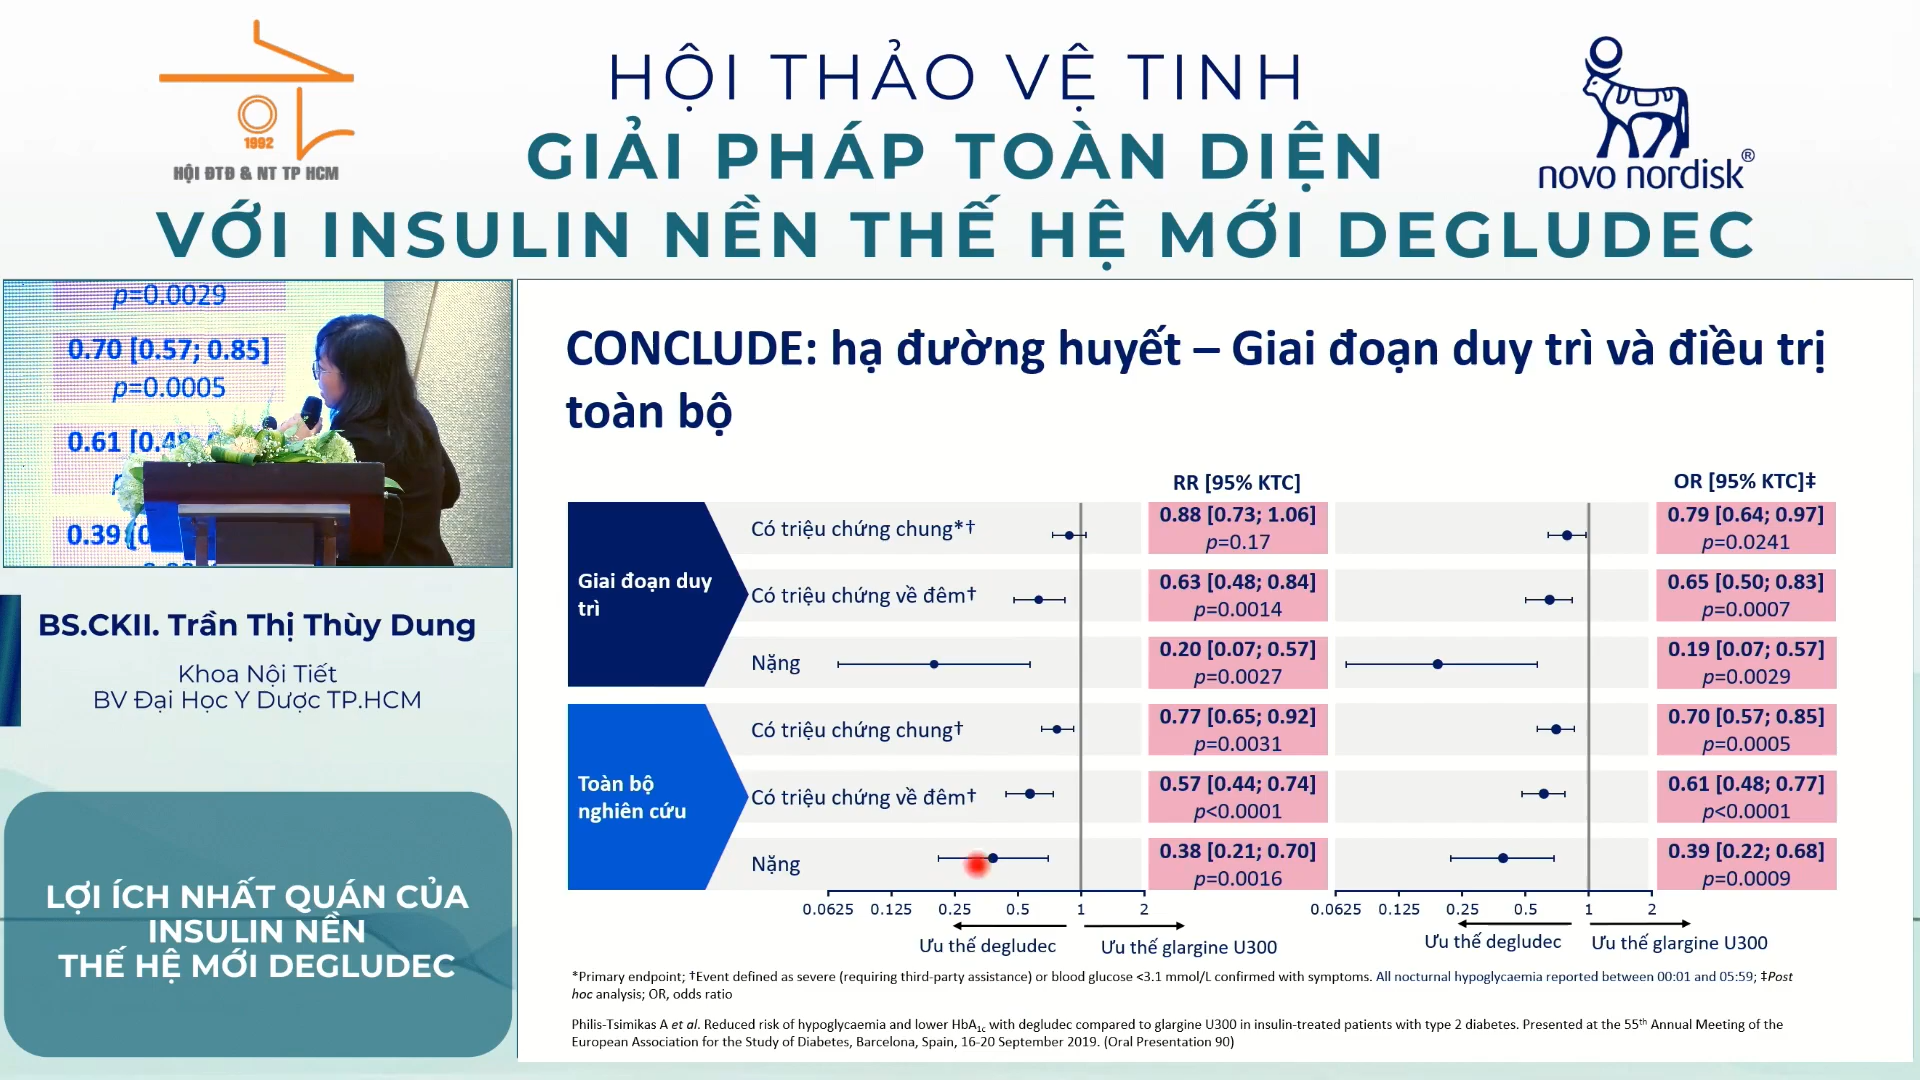 HỘI THẢO VỆ TINH
GIẢI PHÁP TOÀN DIỆN
VỚI INSULIN NỀN THẾ HỆ MỚI DEGLUDEC
1992
HỘI ĐTĐ & NT TP HCM
novo nordisk®
p=0.0029
0.70 [0.57; 0.85]
p=0.0005
0.61 [0.48
0.39 [0
BS.CKII. Trần Thị Thùy Dung
Khoa Nội Tiết
BV Đại Học Y Dược TP.HCM
LỢI ÍCH NHẤT QUÁN CỦA
INSULIN NỀN
THẾ HỆ MỚI DEGLUDEC
CONCLUDE: hạ đường huyết – Giai đoạn duy trì và điều trị
toàn bộ
RR [95% KTC]
OR [95% KTC]‡
Giai đoạn duy
trì
Có triệu chứng chung*†
0.88 [0.73; 1.06]
p=0.17
0.79 [0.64; 0.97]
p=0.0241
Có triệu chứng về đêm†
0.63 [0.48; 0.84]
p=0.0014
0.65 [0.50; 0.83]
p=0.0007
Nặng
0.20 [0.07; 0.57]
p=0.0027
0.19 [0.07; 0.57]
p=0.0029
Toàn bộ
nghiên cứu
Có triệu chứng chung†
0.77 [0.65; 0.92]
p=0.0031
0.70 [0.57; 0.85]
p=0.0005
Có triệu chứng về đêm†
0.57 [0.44; 0.74]
p<0.0001
0.61 [0.48; 0.77]
p<0.0001
Nặng
0.38 [0.21; 0.70]
p=0.0016
0.39 [0.22; 0.68]
p=0.0009
0.0625 0.125 0.25 0.5 1 2
0.0625 0.125 0.25 0.5 1 2
Ưu thế degludec
Ưu thế glargine U300
Ưu thế degludec
Ưu thế glargine U300
*Primary endpoint; †Event defined as severe (requiring third-party assistance) or blood glucose <3.1 mmol/L confirmed with symptoms. All nocturnal hypoglycaemia reported between 00:01 and 05:59; ‡Post
hoc analysis; OR, odds ratio
Philis-Tsimikas A et al. Reduced risk of hypoglycaemia and lower HbA1c with degludec compared to glargine U300 in insulin-treated patients with type 2 diabetes. Presented at the 55th Annual Meeting of the
European Association for the Study of Diabetes, Barcelona, Spain, 16-20 September 2019. (Oral Presentation 90)